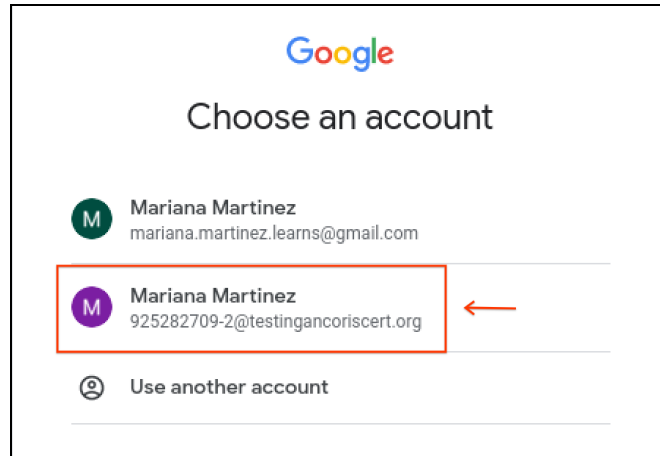 Google
Choose an account
M
Mariana Martinez
mariana.martinez.learns@gmail.com
M
Mariana Martinez
925282709-2@testingancoriscert.org
Use another account